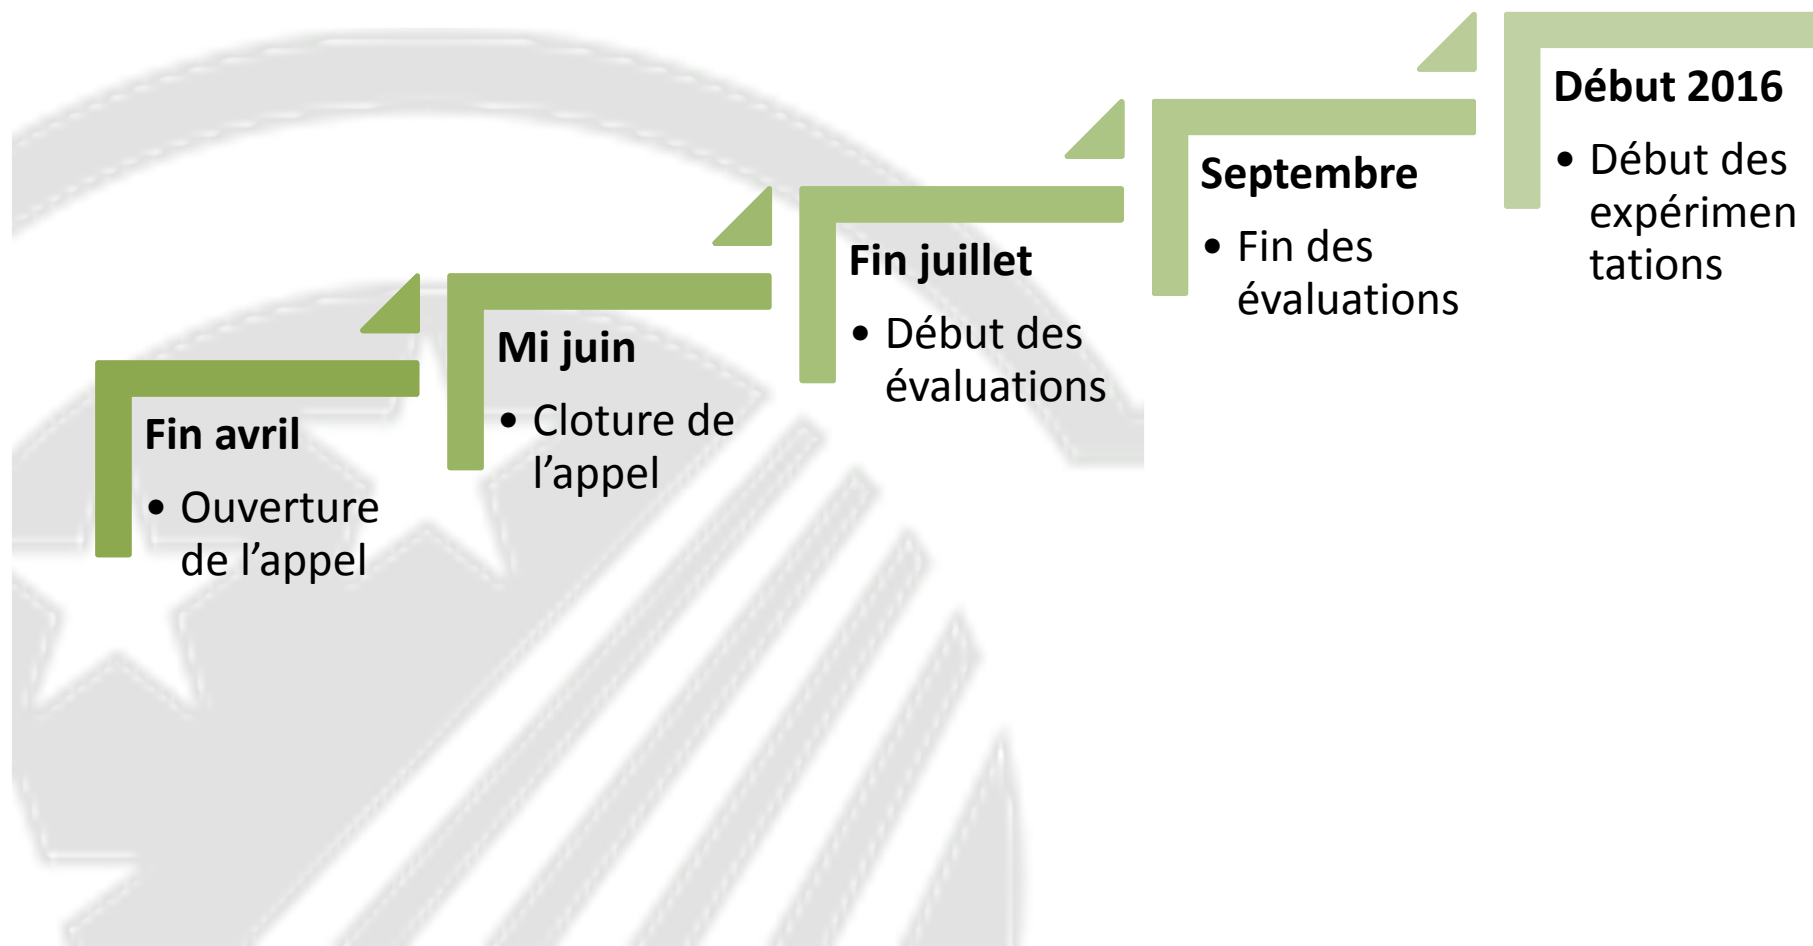 Fin avril
• Ouverture
de l’appel
Mi juin
• Cloture de
l’appel
Fin juillet
• Début des
évaluations
Septembre
• Fin des
évaluations
Début 2016
• Début des
expérimen
tations